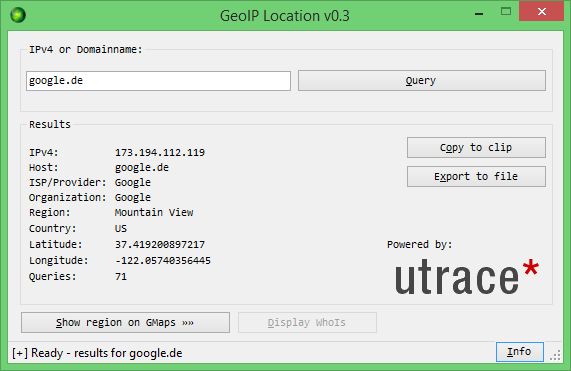 GeoIP Location v0.3
IPv4 or Domainname:
google.de
Query
Results
IPv4: 173.194.112.119
Host: google.de
ISP/Provider: Google
Organization: Google
Region: Mountain View
Country: US
Latitude: 37.419200897217
Longitude: -122.05740356445
Queries: 71
Copy to clip
Export to file
Powered by:
utrace*
Show region on GMaps »»
Display WhoIs
[+] Ready - results for google.de
Info